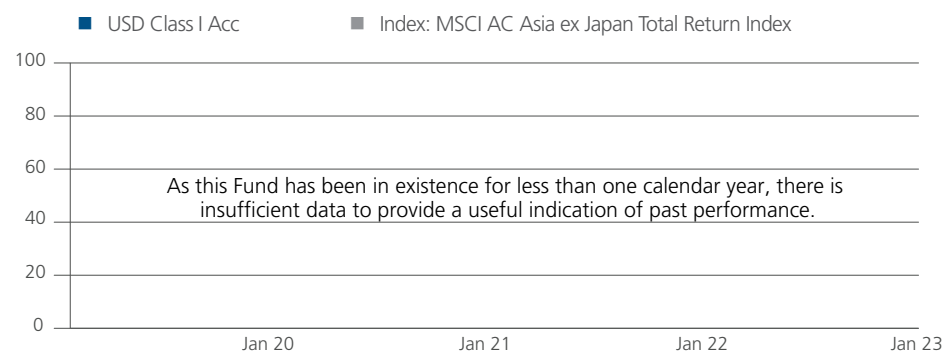 USD Class I Acc Index: MSCI AC Asia ex Japan Total Return Index
100
80
60
As this Fund has been in existence for less than one calendar year, there is
insufficient data to provide a useful indication of past performance.
40
20
0
Jan 20 Jan 21 Jan 22 Jan 23